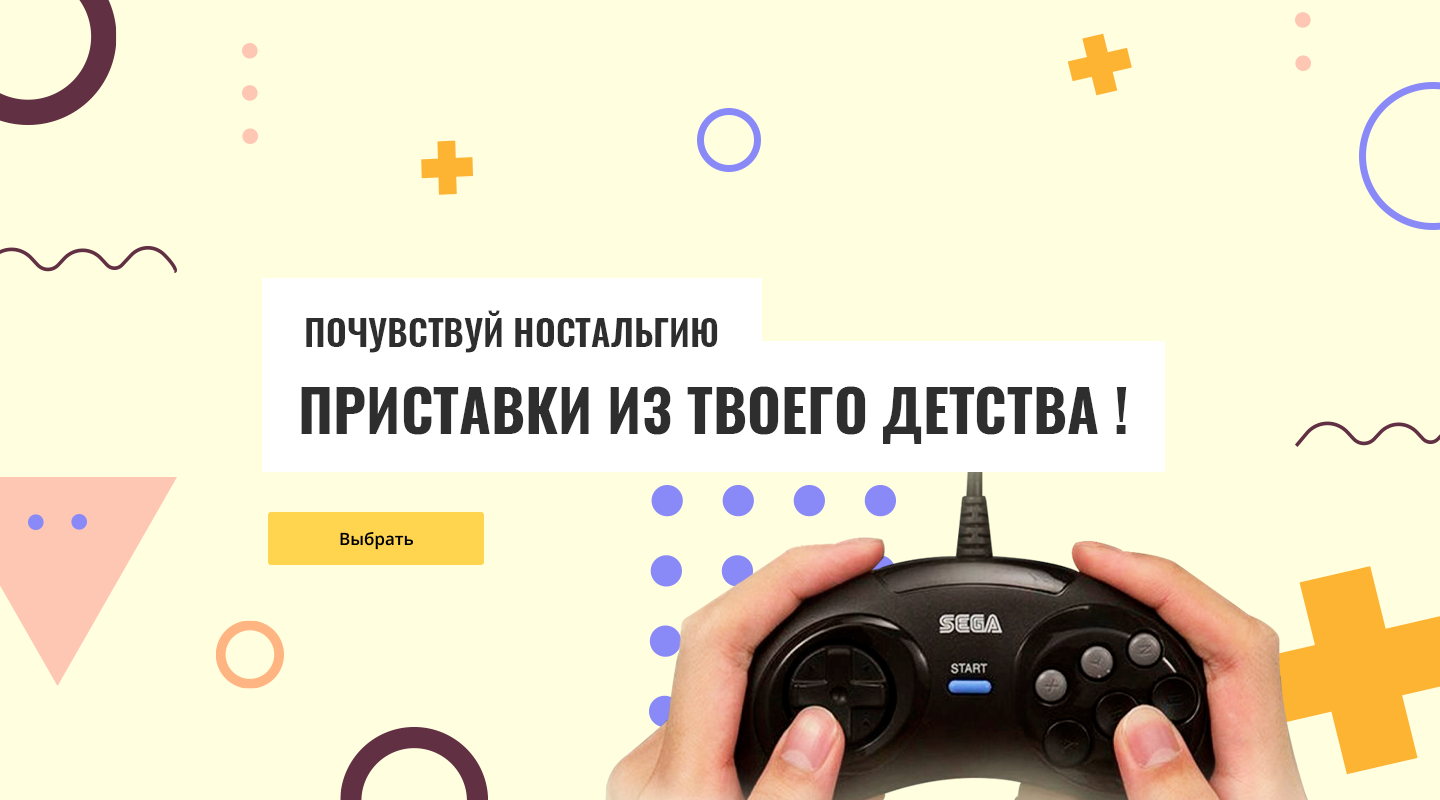 ПОЧУВСТВУЙ НОСТАЛЬГИЮ
ПРИСТАВКИ ИЗ ТВОЕГО ДЕТСТВА !
Выбрать
SEGA
START